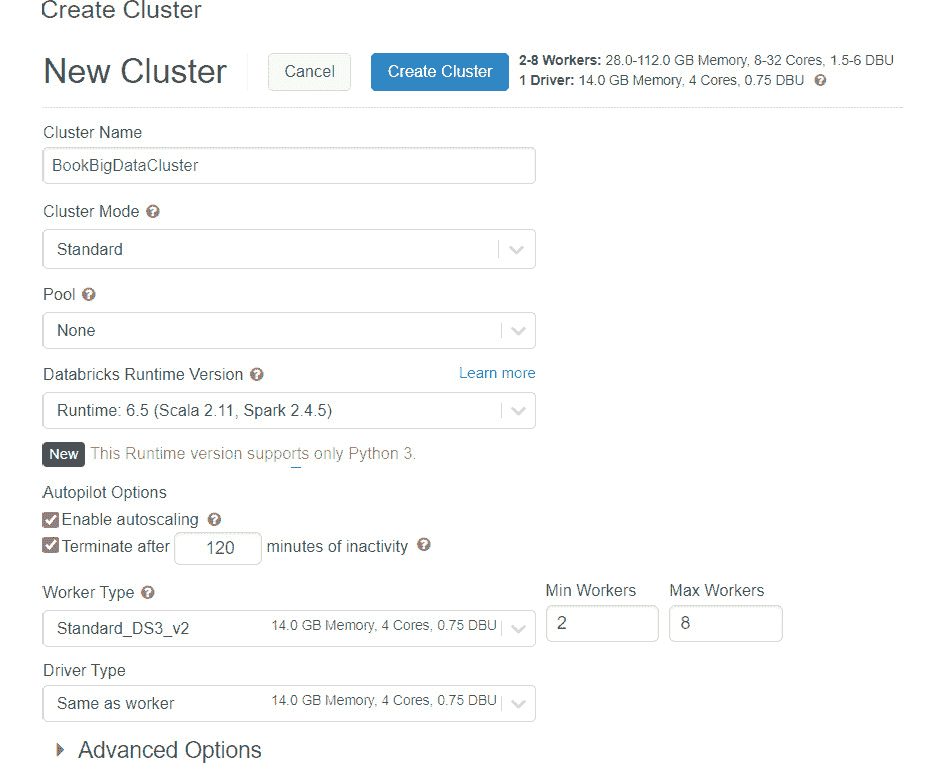 Create Cluster
New Cluster
Cancel
Create Cluster
2-8 Workers: 28.0-112.0 GB Memory, 8-32 Cores, 1.5-6 DBU
1 Driver: 14.0 GB Memory, 4 Cores, 0.75 DBU ?
Cluster Name
BookBigDataCluster
Cluster Mode ?
Standard
Pool ?
None
Databricks Runtime Version ? Learn more
Runtime: 6.5 (Scala 2.11, Spark 2.4.5)
New This Runtime version supports only Python 3.
Autopilot Options
Enable autoscaling ?
Terminate after 120 minutes of inactivity ?
Worker Type ? Min Workers Max Workers
Standard_DS3_v2 14.0 GB Memory, 4 Cores, 0.75 DBU 2 8
Driver Type
Same as worker 14.0 GB Memory, 4 Cores, 0.75 DBU
Advanced Options